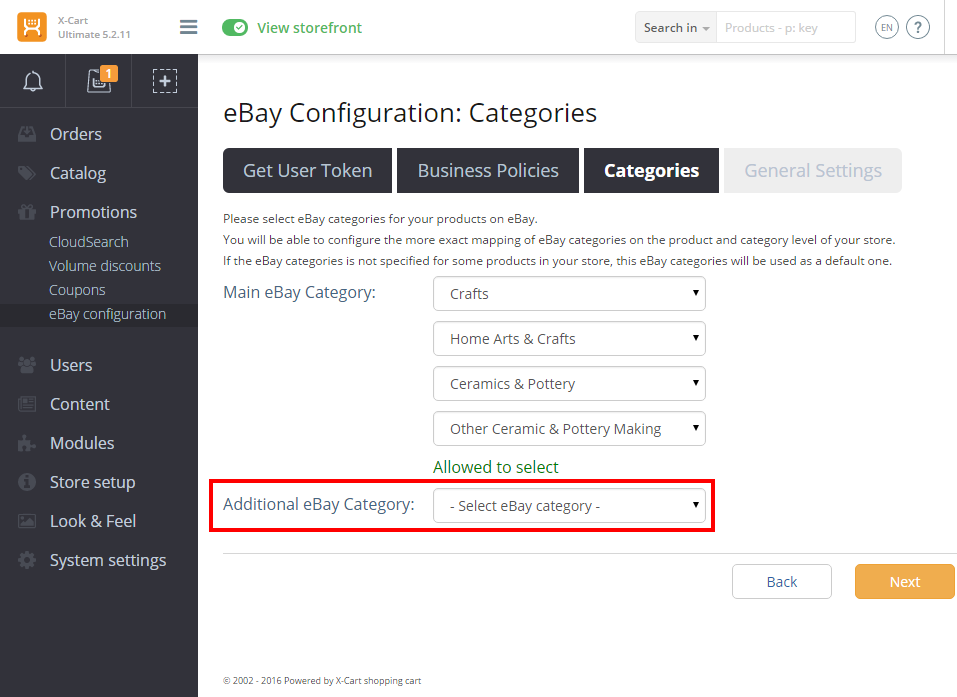 X-Cart
Ultimate 5.2.11
View storefront
Search in
Products - p: key
EN
?
1
Orders
Catalog
Promotions
CloudSearch
Volume discounts
Coupons
eBay configuration
Users
Content
Modules
Store setup
Look & Feel
System settings
eBay Configuration: Categories
Get User Token
Business Policies
Categories
General Settings
Please select eBay categories for your products on eBay.
You will be able to configure the more exact mapping of eBay categories on the product and category level of your store.
If the eBay categories is not specified for some products in your store, this eBay categories will be used as a default one.
Main eBay Category:
Crafts
Home Arts & Crafts
Ceramics & Pottery
Other Ceramic & Pottery Making
Allowed to select
Additional eBay Category:
- Select eBay category -
Back
Next
© 2002 - 2016 Powered by X-Cart shopping cart